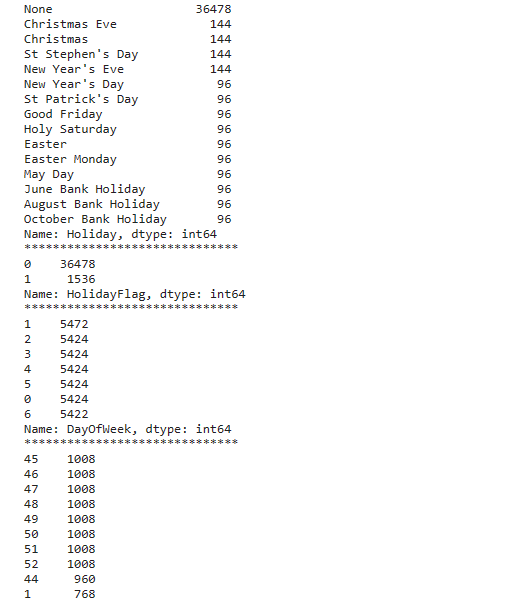 None 36478
Christmas Eve 144
Christmas 144
St Stephen's Day 144
New Year's Eve 144
New Year's Day 96
St Patrick's Day 96
Good Friday 96
Holy Saturday 96
Easter 96
Easter Monday 96
May Day 96
June Bank Holiday 96
August Bank Holiday 96
October Bank Holiday 96
Name: Holiday, dtype: int64
******************************
0 36478
1 1536
Name: HolidayFlag, dtype: int64
******************************
1 5472
2 5424
3 5424
4 5424
5 5424
0 5424
6 5422
Name: DayOfWeek, dtype: int64
******************************
45 1008
46 1008
47 1008
48 1008
49 1008
50 1008
51 1008
52 1008
44 960
1 768